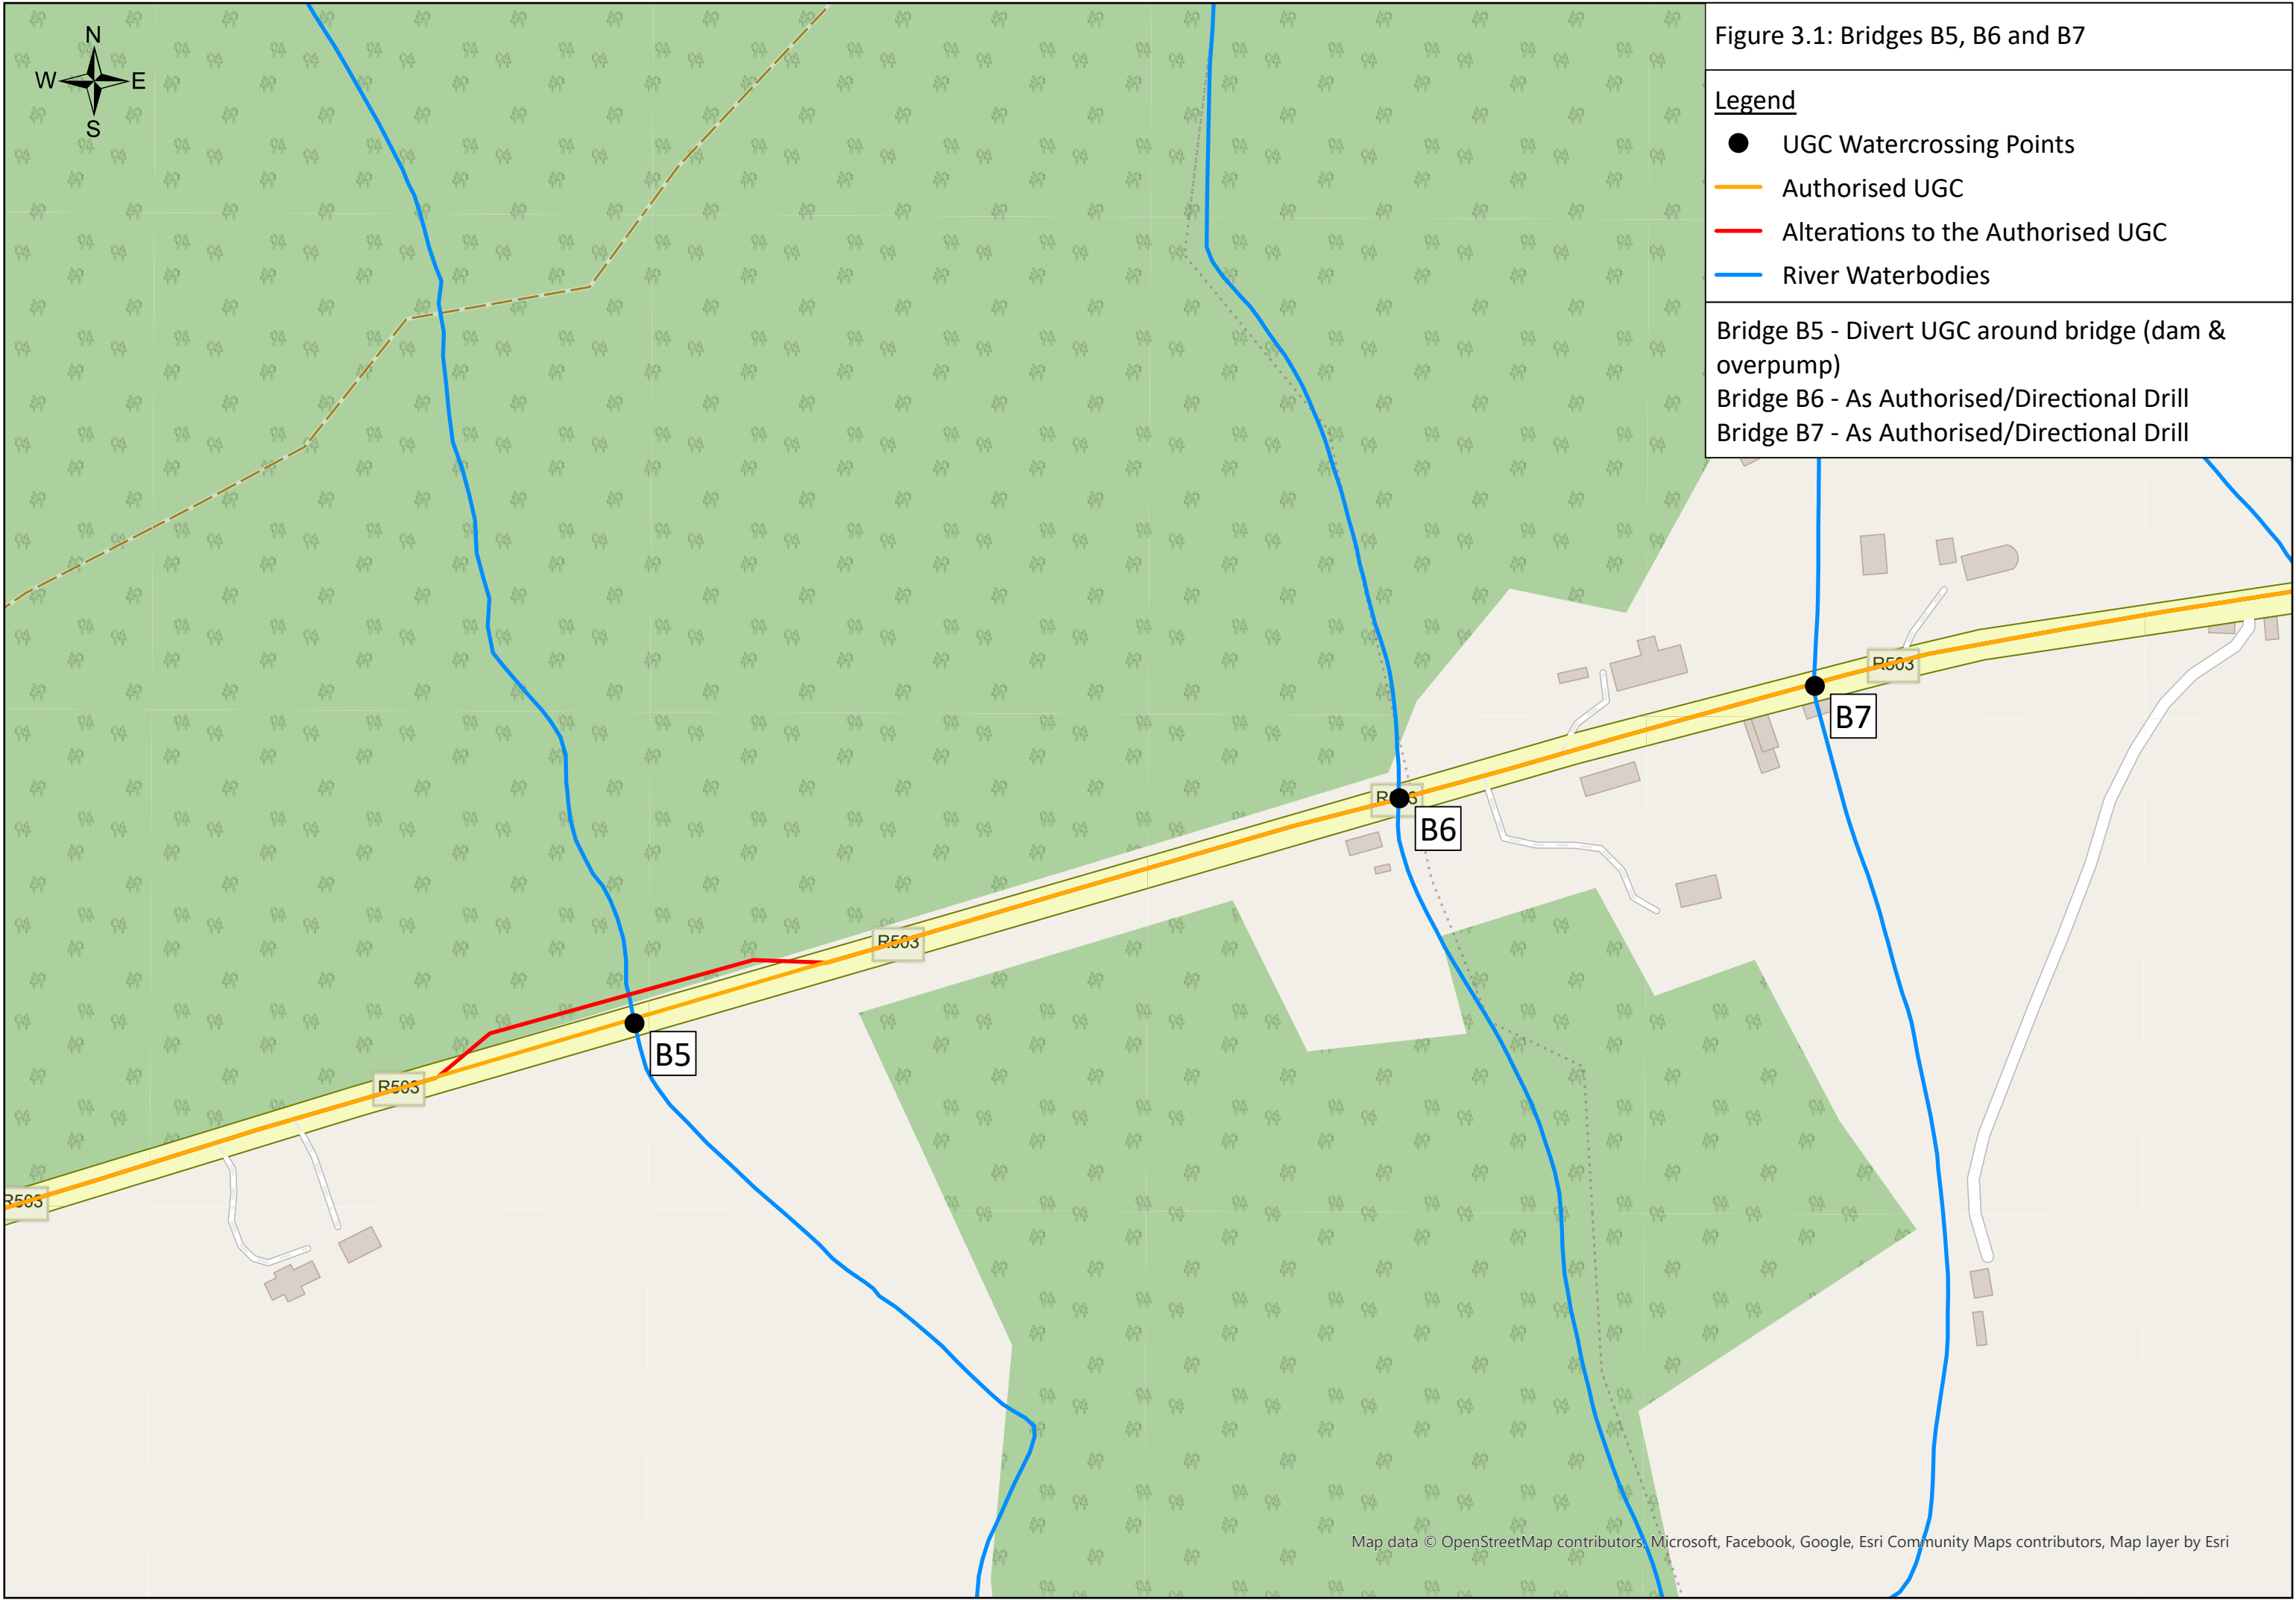 N
W E
S
Figure 3.1: Bridges B5, B6 and B7
Legend
UGC Watercrossing Points
Authorised UGC
Alterations to the Authorised UGC
River Waterbodies
Bridge B5 - Divert UGC around bridge (dam &
overpump)
Bridge B6 - As Authorised/Directional Drill
Bridge B7 - As Authorised/Directional Drill
R503
B7
R503
B6
R503
B5
R503
R503
Map data © OpenStreetMap contributors, Microsoft, Facebook, Google, Esri Community Maps contributors, Map layer by Esri